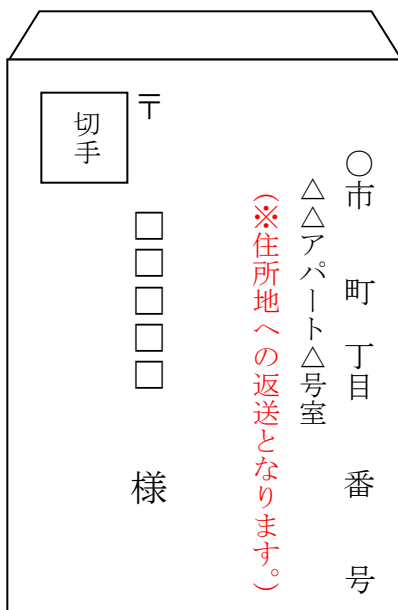 〒
切手
○市　町　丁目　番　号
△△アパート△号室
（※住所地への返送となります。）
□□□□□　様